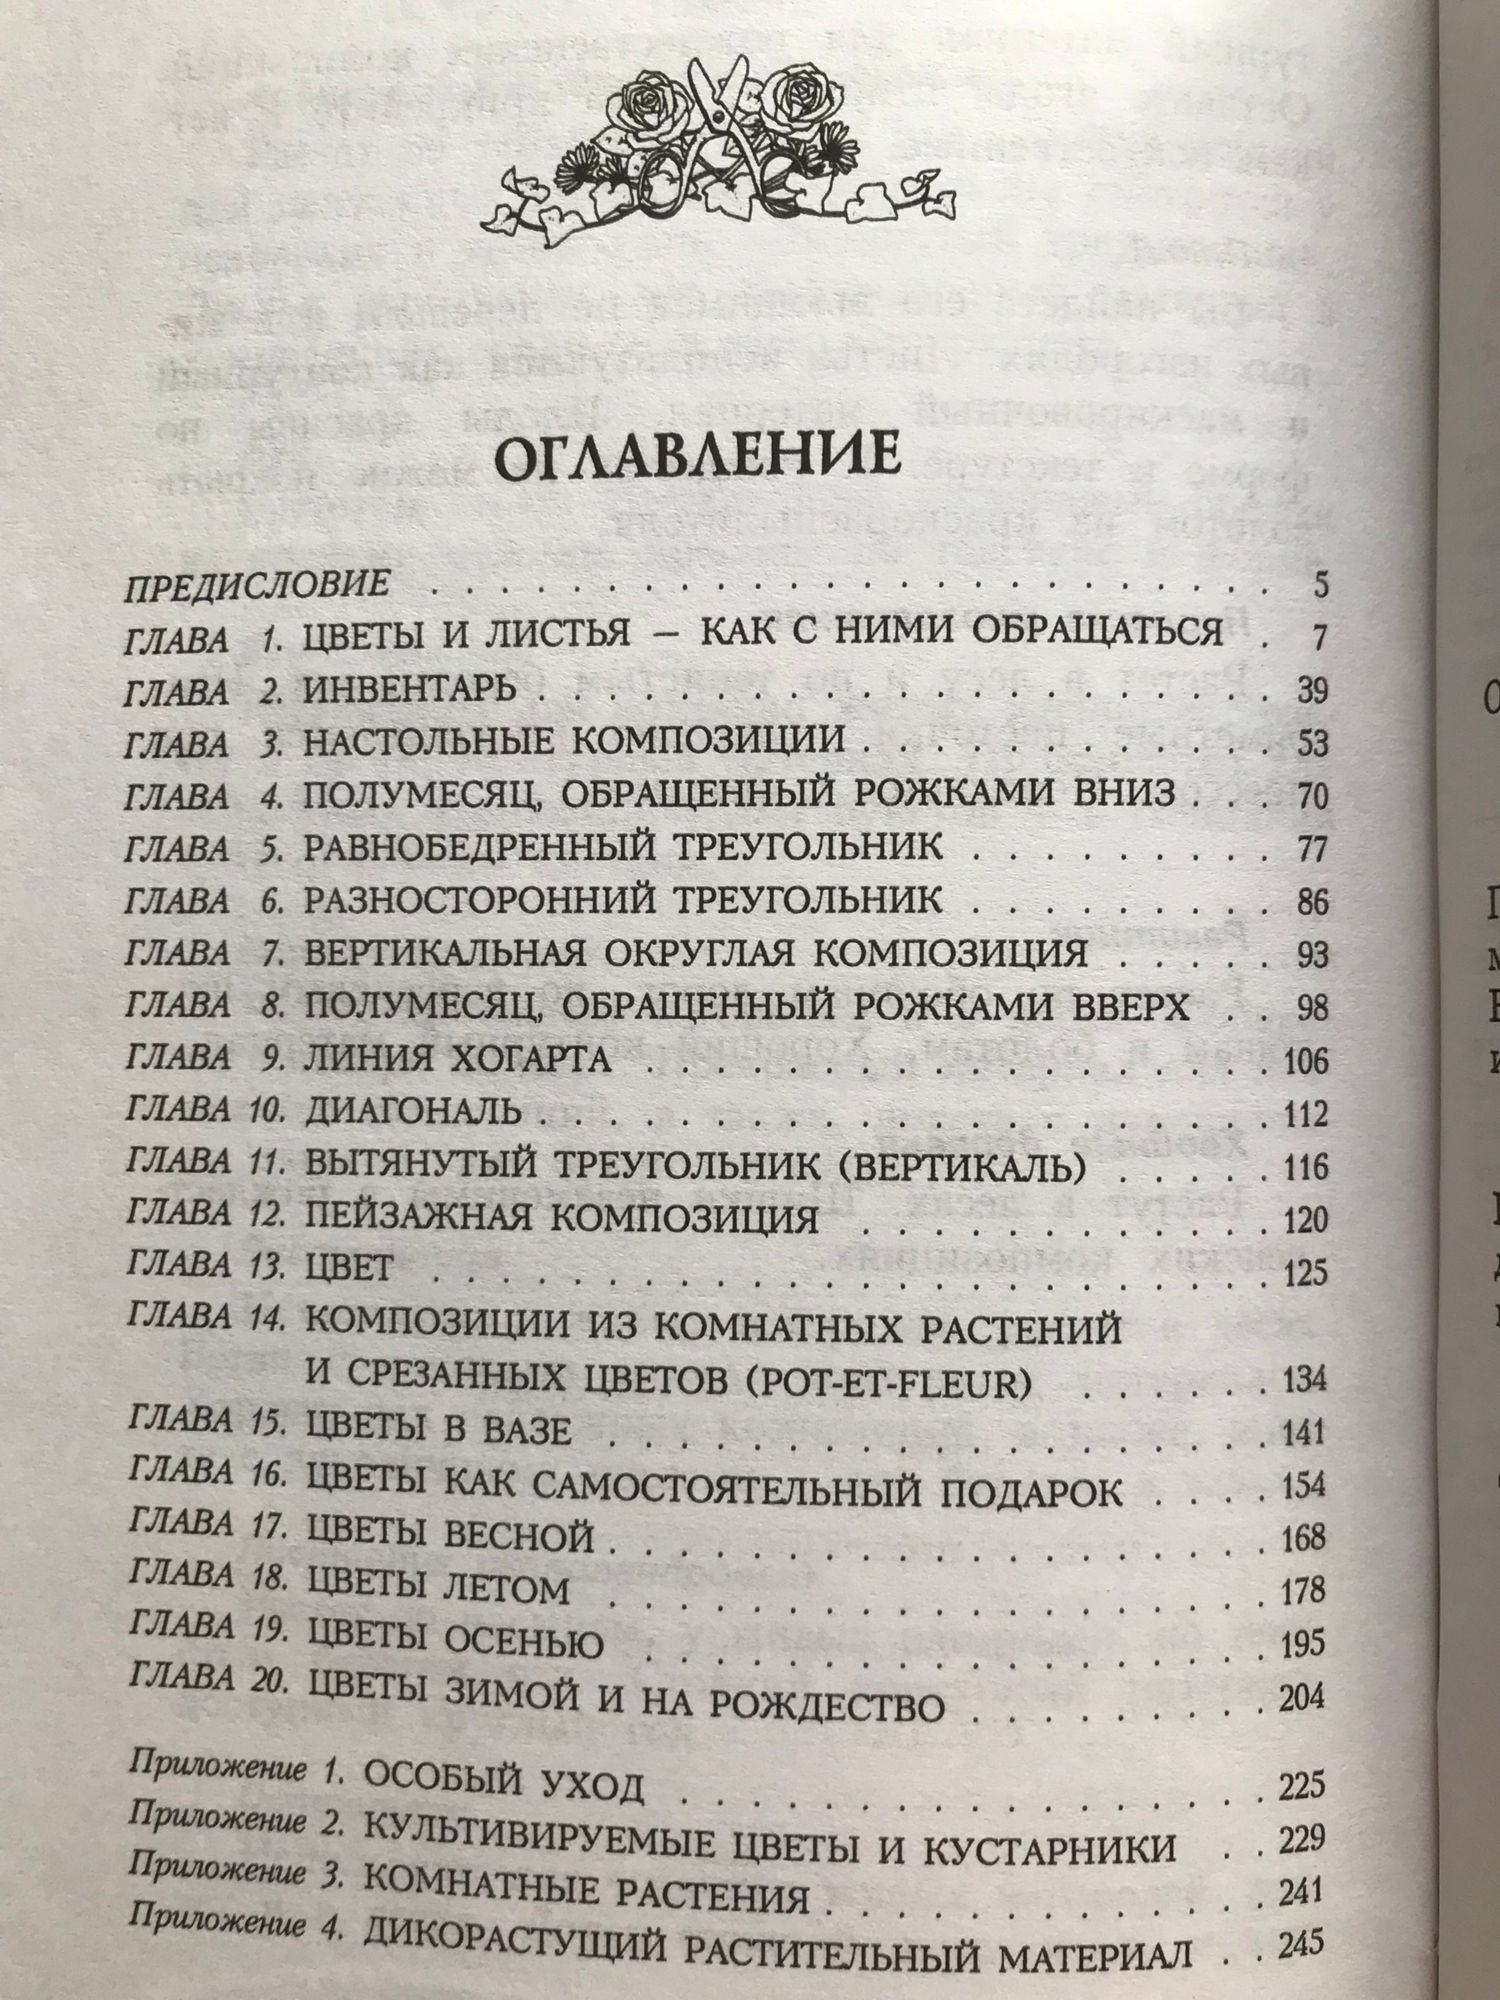 ОГЛАВЛЕНИЕ
ПРЕДИСЛОВИЕ . . . . . . . . . . . . . . . . . . . . . . . . 5
ГЛАВА 1. ЦВЕТЫ И ЛИСТЬЯ – КАК С НИМИ ОБРАЩАТЬСЯ . 7
ГЛАВА 2. ИНВЕНТАРЬ . . . . . . . . . . . . . . . . . . . . . 39
ГЛАВА 3. НАСТОЛЬНЫЕ КОМПОЗИЦИИ . . . . . . . . . . . . 53
ГЛАВА 4. ПОЛУМЕСЯЦ, ОБРАЩЕННЫЙ РОЖКАМИ ВНИЗ . . . 70
ГЛАВА 5. РАВНОБЕДРЕННЫЙ ТРЕУГОЛЬНИК . . . . . . . . . 77
ГЛАВА 6. РАЗНОСТОРОННИЙ ТРЕУГОЛЬНИК . . . . . . . . . 86
ГЛАВА 7. ВЕРТИКАЛЬНАЯ ОКРУГЛАЯ КОМПОЗИЦИЯ . . . . . 93
ГЛАВА 8. ПОЛУМЕСЯЦ, ОБРАЩЕННЫЙ РОЖКАМИ ВВЕРХ . . 98
ГЛАВА 9. ЛИНИЯ ХОГАРТА . . . . . . . . . . . . . . . . . . 106
ГЛАВА 10. ДИАГОНАЛЬ . . . . . . . . . . . . . . . . . . . . . 112
ГЛАВА 11. ВЫТЯНУТЫЙ ТРЕУГОЛЬНИК (ВЕРТИКАЛЬ) . . . . . 116
ГЛАВА 12. ПЕЙЗАЖНАЯ КОМПОЗИЦИЯ . . . . . . . . . . . . 120
ГЛАВА 13. ЦВЕТ . . . . . . . . . . . . . . . . . . . . . . . . 125
ГЛАВА 14. КОМПОЗИЦИИ ИЗ КОМНАТНЫХ РАСТЕНИЙ
И СРЕЗАННЫХ ЦВЕТОВ (POT-ET-FLEUR) . . . . . . 134
ГЛАВА 15. ЦВЕТЫ В ВАЗЕ . . . . . . . . . . . . . . . . . . . 141
ГЛАВА 16. ЦВЕТЫ КАК САМОСТОЯТЕЛЬНЫЙ ПОДАРОК . . . . 154
ГЛАВА 17. ЦВЕТЫ ВЕСНОЙ . . . . . . . . . . . . . . . . . . . 168
ГЛАВА 18. ЦВЕТЫ ЛЕТОМ . . . . . . . . . . . . . . . . . . . 178
ГЛАВА 19. ЦВЕТЫ ОСЕНЬЮ . . . . . . . . . . . . . . . . . . 195
ГЛАВА 20. ЦВЕТЫ ЗИМОЙ И НА РОЖДЕСТВО . . . . . . . . . 204
Приложение 1. ОСОБЫЙ УХОД . . . . . . . . . . . . . . . . . 225
Приложение 2. КУЛЬТИВИРУЕМЫЕ ЦВЕТЫ И КУСТАРНИКИ . . 229
Приложение 3. КОМНАТНЫЕ РАСТЕНИЯ . . . . . . . . . . . . . 241
Приложение 4. ДИКОРАСТУЩИЙ РАСТИТЕЛЬНЫЙ МАТЕРИАЛ . . 245